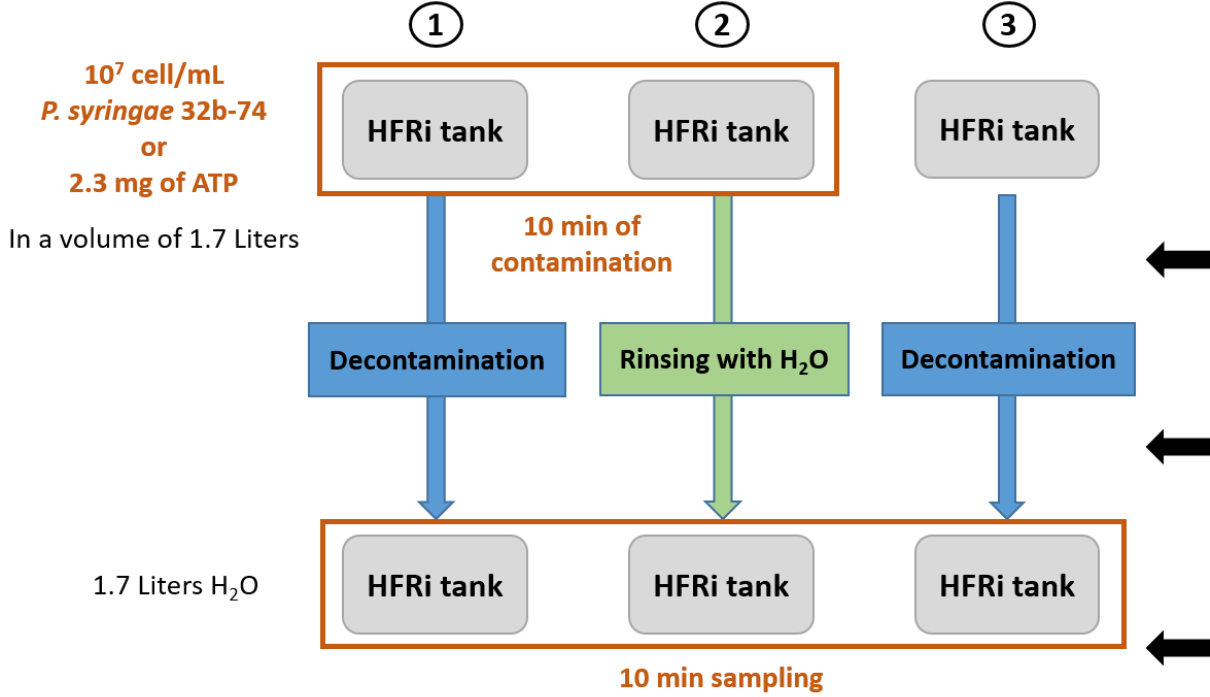 1
2
3
10⁷ cell/mL
P. syringae 32b-74
or
2.3 mg of ATP
HFRi tank
HFRi tank
HFRi tank
In a volume of 1.7 Liters
10 min of
contamination
Decontamination
Rinsing with H₂O
Decontamination
1.7 Liters H₂O
HFRi tank
HFRi tank
HFRi tank
10 min sampling